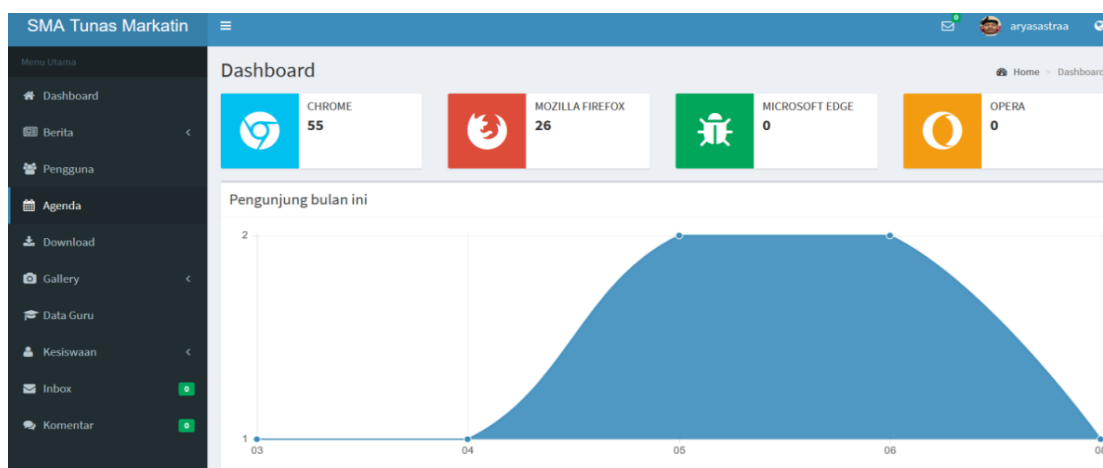 SMA Tunas Markatin
0
aryasastraa
Menu Utama
Dashboard
Berita
Pengguna
Agenda
Download
Gallery
Data Guru
Kesiswaan
Inbox 0
Komentar 0
Dashboard
Home > Dashboard
CHROME
55
MOZILLA FIREFOX
26
MICROSOFT EDGE
0
OPERA
0
Pengunjung bulan ini
2
1
03 04 05 06